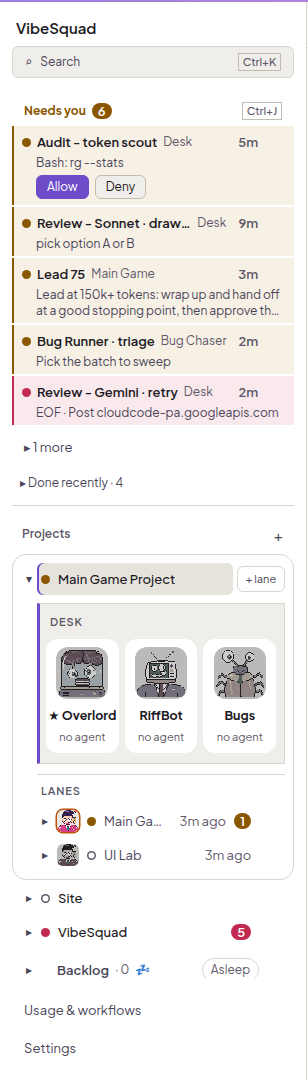 VibeSquad
Search Ctrl+K
Needs you 6 Ctrl+J
Audit – token scout Desk 5m
Bash: rg --stats
Allow Deny
Review – Sonnet · draw... Desk 9m
pick option A or B
Lead 75 Main Game 3m
Lead at 150k+ tokens: wrap up and hand off
at a good stopping point, then approve th...
Bug Runner · triage Bug Chaser 2m
Pick the batch to sweep
Review – Gemini · retry Desk 2m
EOF · Post cloudcode-pa.googleapis.com
▸ 1 more
▸ Done recently · 4
Projects +
▾ Main Game Project + lane
DESK
★ Overlord RiffBot Bugs
no agent no agent no agent
LANES
▸ Main Ga... 3m ago 1
▸ UI Lab 3m ago
▸ Site
▸ VibeSquad 5
▸ Backlog · 0 💤 Asleep
Usage & workflows
Settings